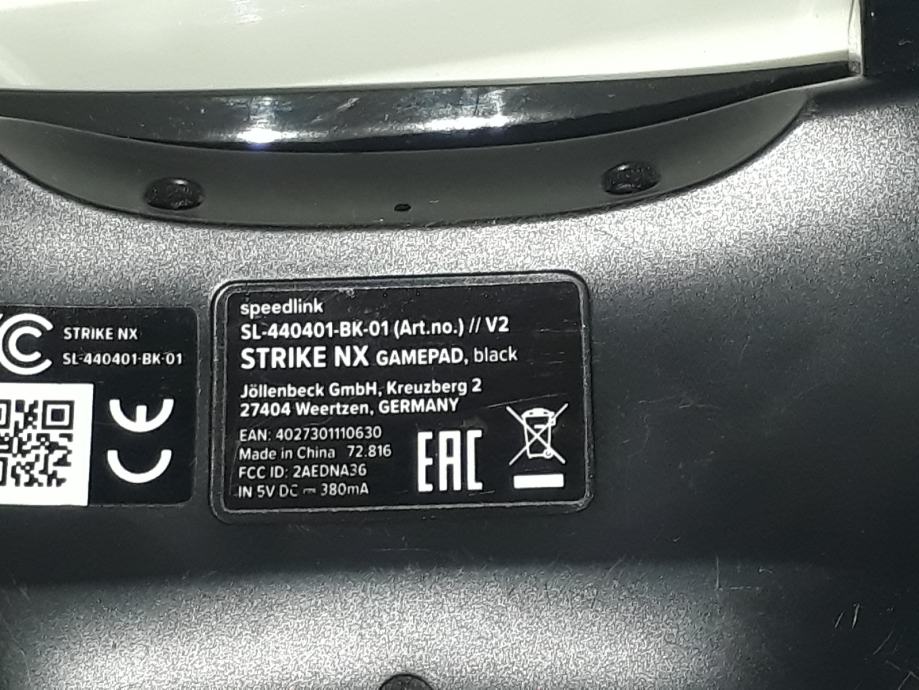 STRIKE NX
SL-440401-BK-01
CE
speedlink
SL-440401-BK-01 (Art.no.) // V2
STRIKE NX GAMEPAD, black
Jöllenbeck GmbH, Kreuzberg 2
27404 Weertzen, GERMANY
EAN: 4027301110630
Made in China 72.816
FCC ID: 2AEDNA36
IN 5V DC ⎓ 380mA
EAC